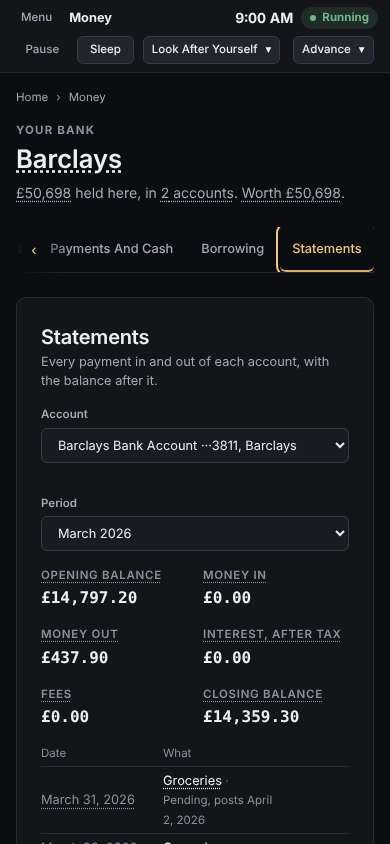 Menu Money 9:00 AM Running
Pause Sleep Look After Yourself ▾ Advance ▾
Home › Money
YOUR BANK
Barclays
£50,698 held here, in 2 accounts. Worth £50,698.
‹ Payments And Cash Borrowing Statements
Statements
Every payment in and out of each account, with
the balance after it.
Account
Barclays Bank Account ···3811, Barclays
Period
March 2026
OPENING BALANCE MONEY IN
£14,797.20 £0.00
MONEY OUT INTEREST, AFTER TAX
£437.90 £0.00
FEES CLOSING BALANCE
£0.00 £14,359.30
Date What
Groceries ·
March 31, 2026 Pending, posts April
2, 2026